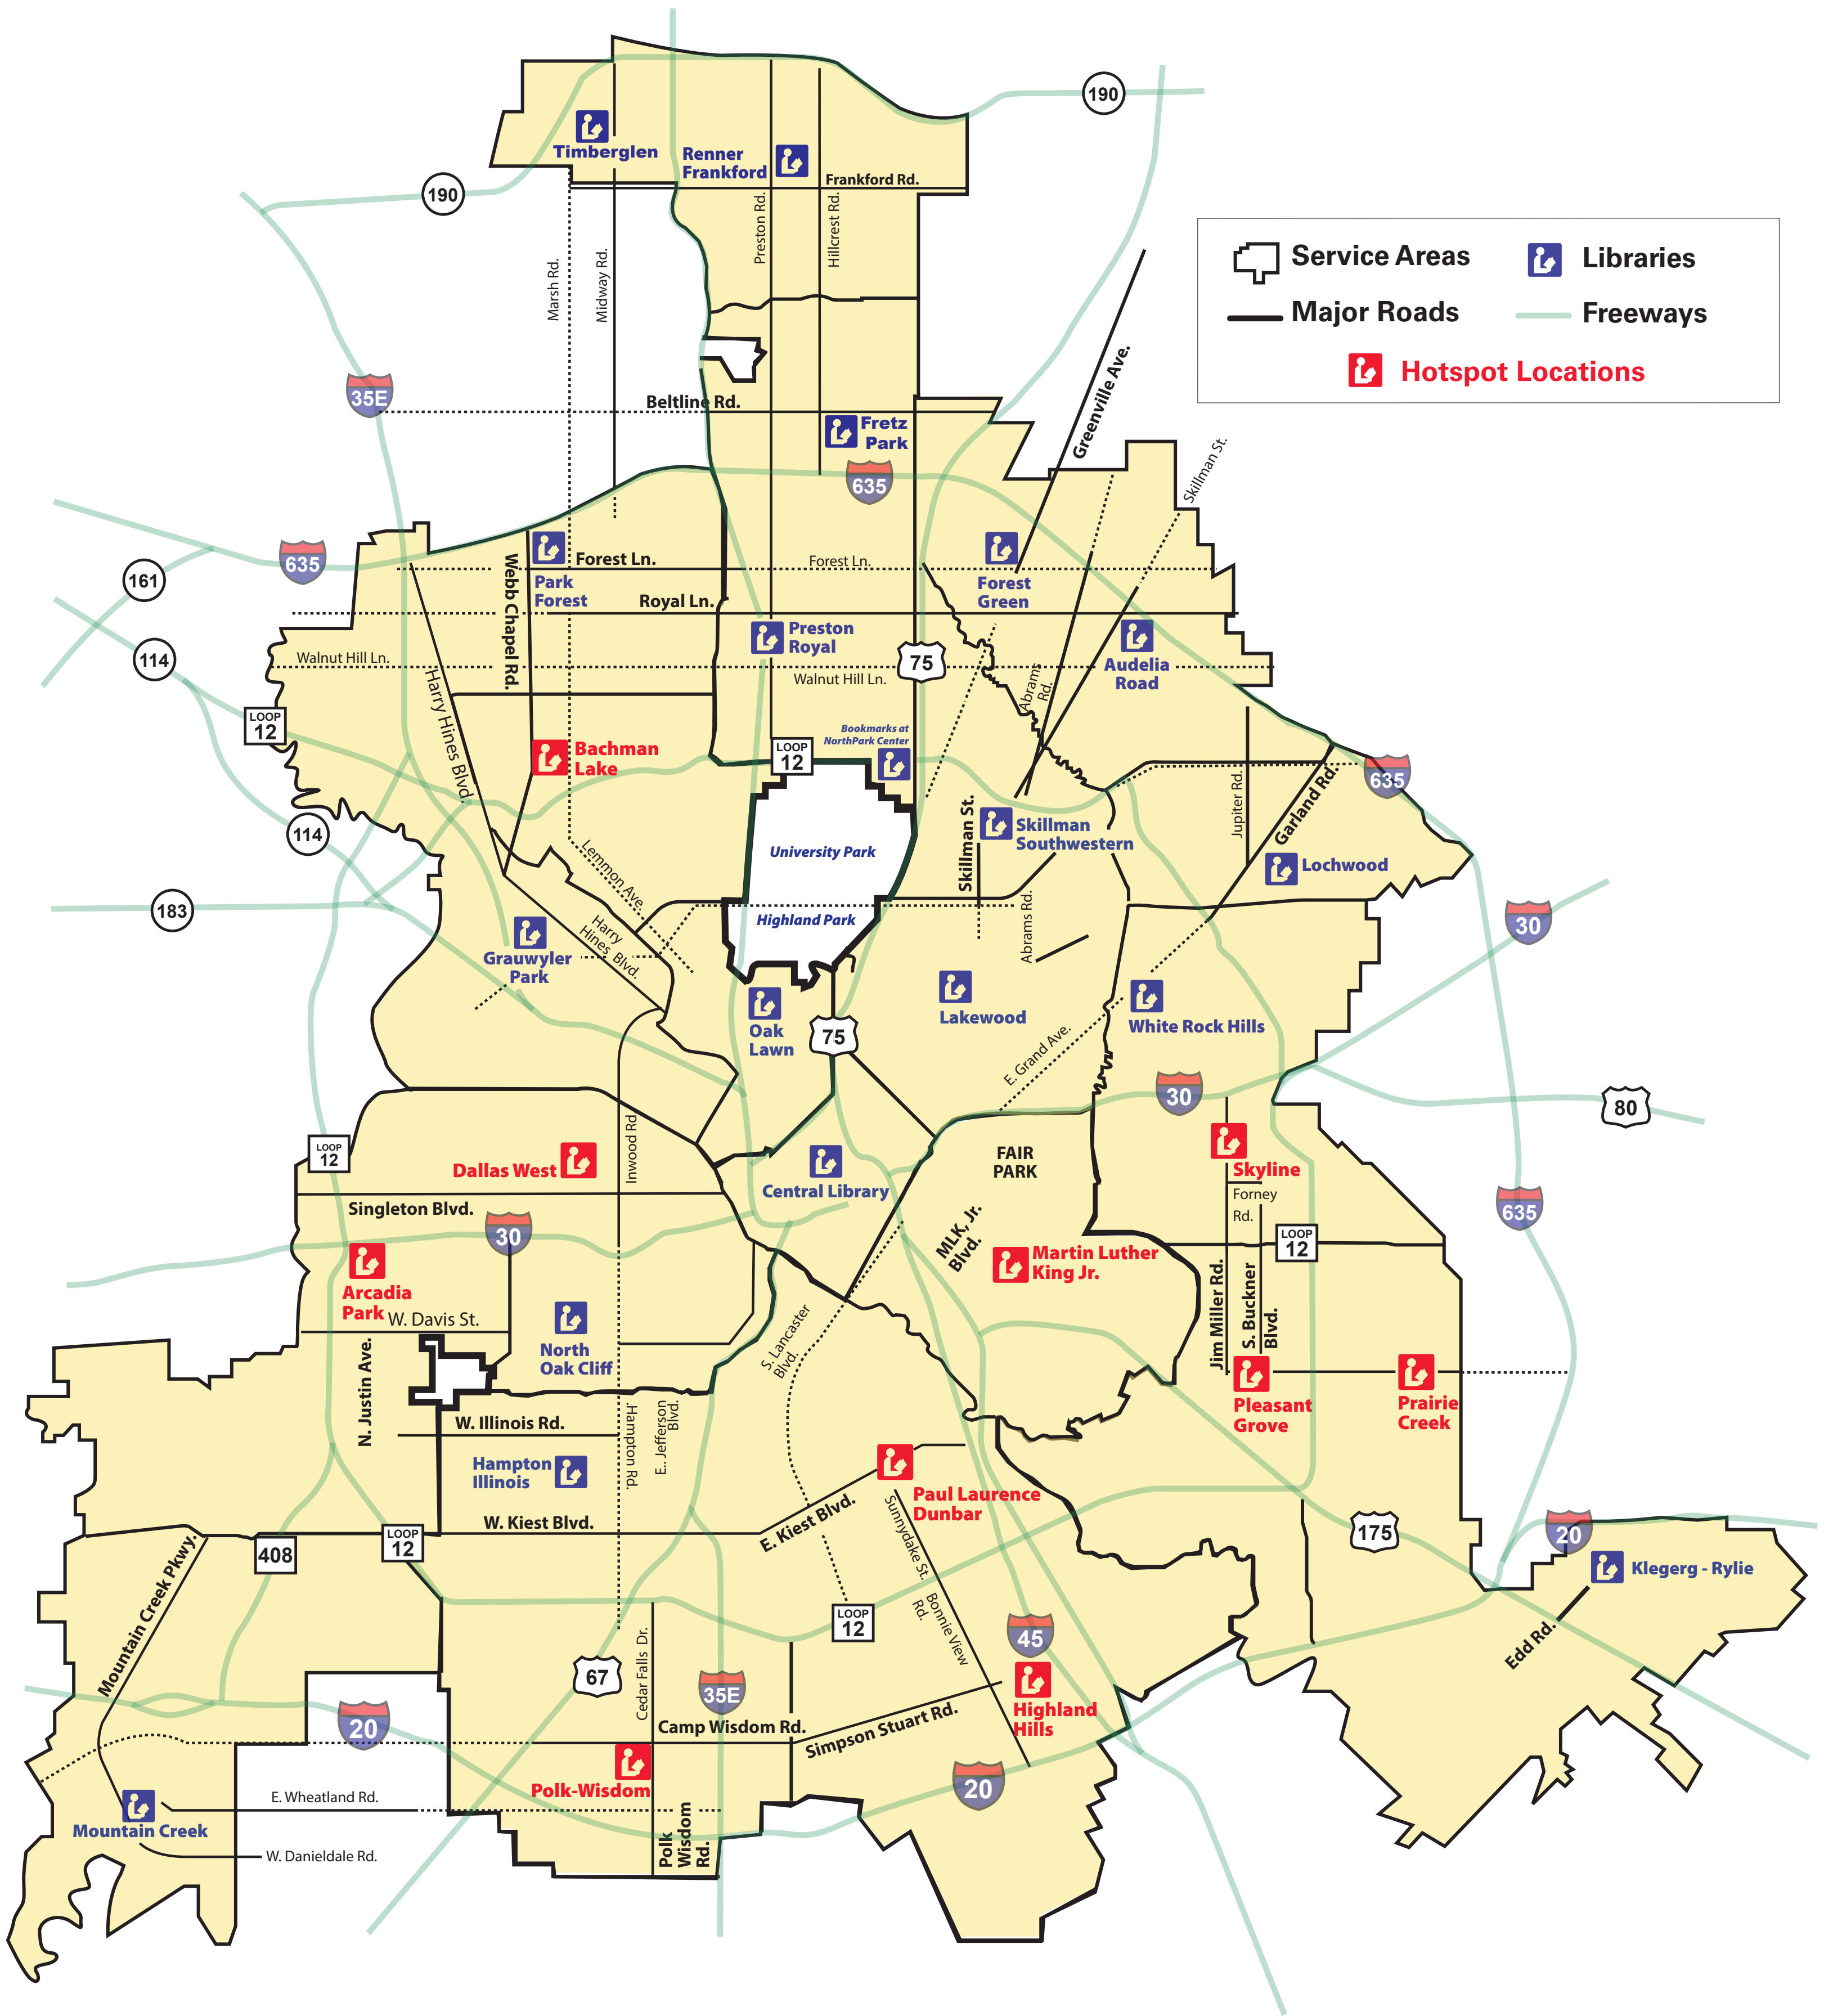 190
Timberglen
Renner
Frankford
Frankford Rd.
190
Preston Rd.
Hillcrest Rd.
Marsh Rd.
Midway Rd.
Service Areas
Libraries
Major Roads
Freeways
Hotspot Locations
35E
Beltline Rd.
Greenville Ave.
Fretz
Park
Skillman St.
635
635
161
Forest Ln.
Forest Ln.
Park
Forest
Webb Chapel Rd.
Royal Ln.
Forest
Green
Preston
Royal
75
Audelia
Road
114
Walnut Hill Ln.
Walnut Hill Ln.
Abrams
Rd.
Harry Hines Blvd.
LOOP
12
Bookmarks at
NorthPark Center
Bachman
Lake
LOOP
12
635
Jupiter Rd.
Garland Rd.
114
Skillman St.
Skillman
Southwestern
University Park
Lochwood
Lemmon Ave.
183
Highland Park
Abrams Rd.
30
Harry
Hines Blvd.
Grauwyler
Park
Oak
Lawn
75
Lakewood
White Rock Hills
E. Grand Ave.
30
80
Inwood Rd
LOOP
12
Dallas West
FAIR
PARK
Skyline
Central Library
Singleton Blvd.
Forney
Rd.
635
30
MLK, Jr.
Blvd.
LOOP
12
Martin Luther
King Jr.
Arcadia
Park
W. Davis St.
North
Oak Cliff
S. Lancaster
Blvd.
Jim Miller Rd.
S. Buckner
Blvd.
N. Justin Ave.
Pleasant
Grove
Prairie
Creek
W. Illinois Rd.
.Hampton Rd.
E.. Jefferson
Blvd.
Hampton
Illinois
Paul Laurence
Dunbar
W. Kiest Blvd.
E. Kiest Blvd.
Sunnydake St.
175
20
408
LOOP
12
Klegerg - Rylie
Mountain Creek Pkwy.
LOOP
12
Bonnie View
Rd.
45
Edd Rd.
67
Cedar Falls Dr.
35E
20
Highland
Hills
Camp Wisdom Rd.
Simpson Stuart Rd.
Polk-Wisdom
20
E. Wheatland Rd.
Mountain Creek
Polk
Wisdom
Rd.
W. Danieldale Rd.